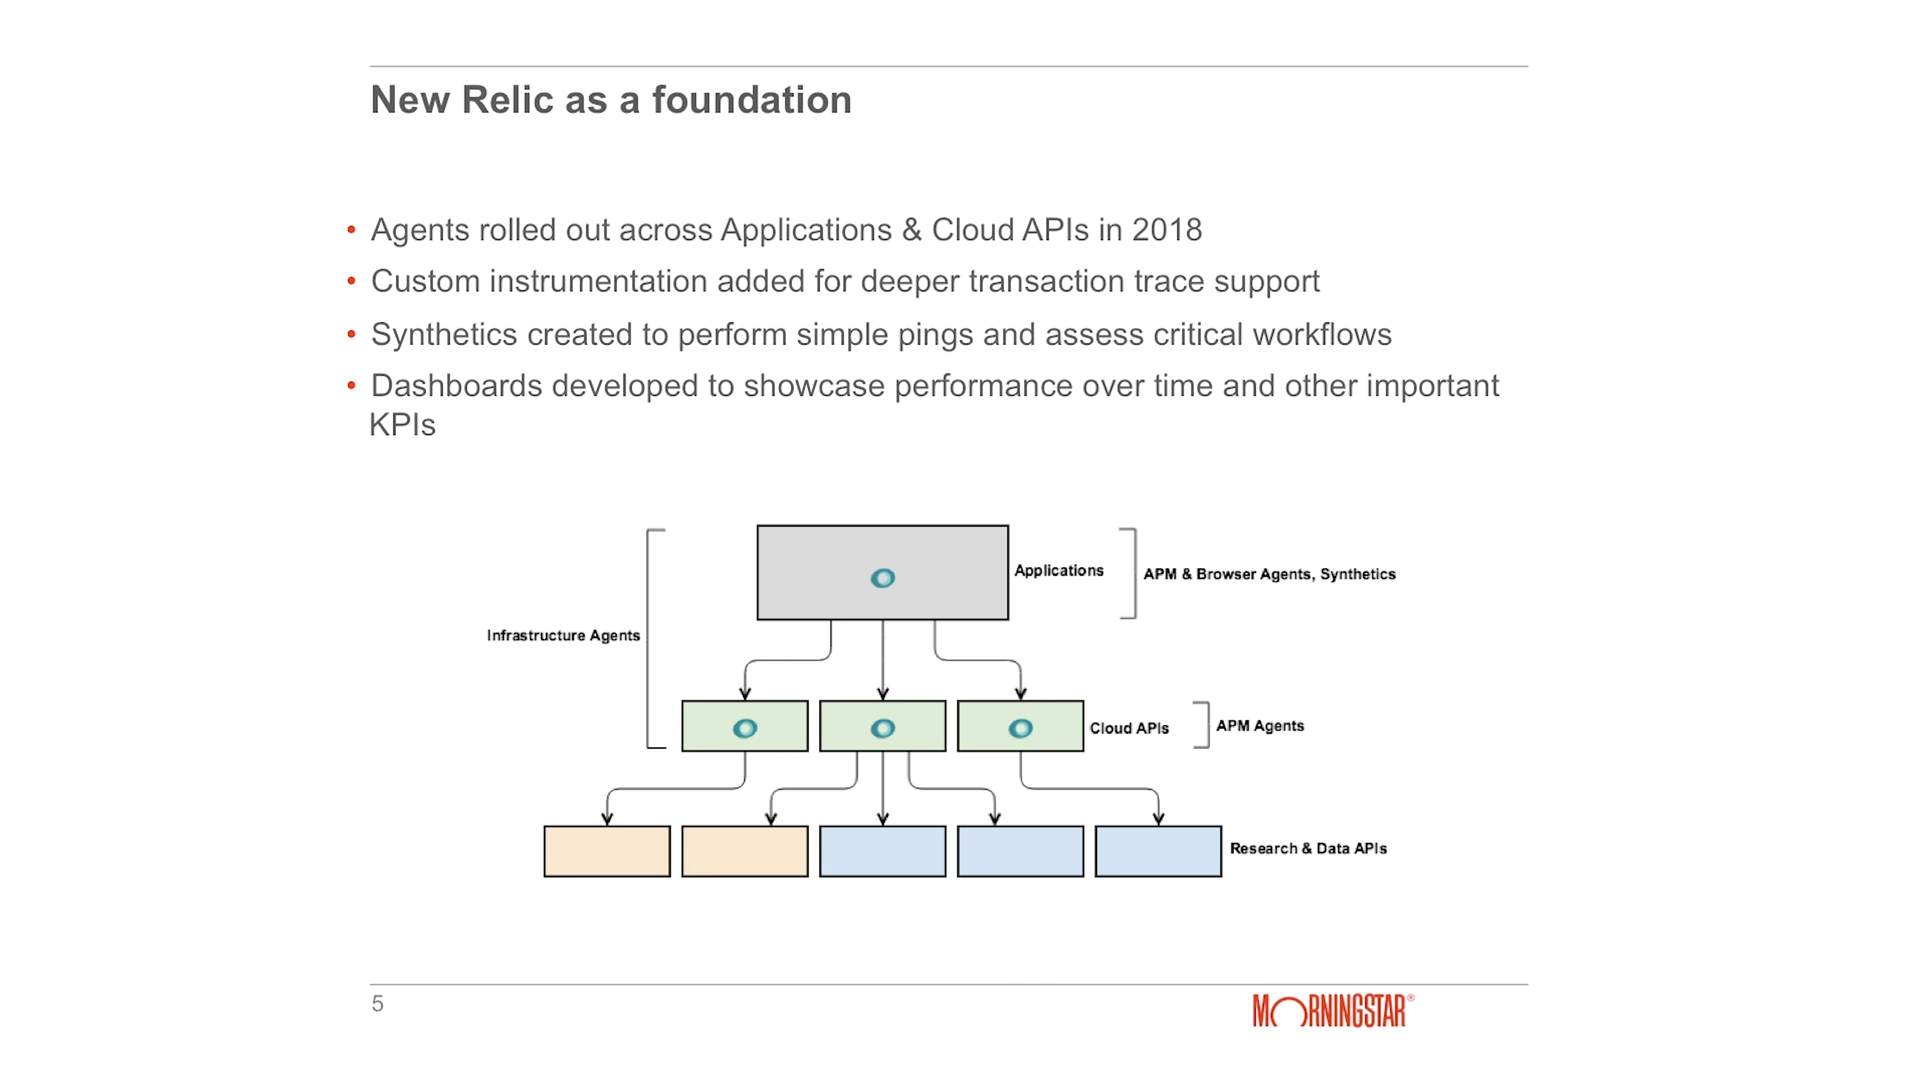 New Relic as a foundation
• Agents rolled out across Applications & Cloud APIs in 2018
• Custom instrumentation added for deeper transaction trace support
• Synthetics created to perform simple pings and assess critical workflows
• Dashboards developed to showcase performance over time and other important
KPIs
Applications
APM & Browser Agents, Synthetics
Infrastructure Agents
Cloud APIs
APM Agents
Research & Data APIs
5
MORNINGSTAR®